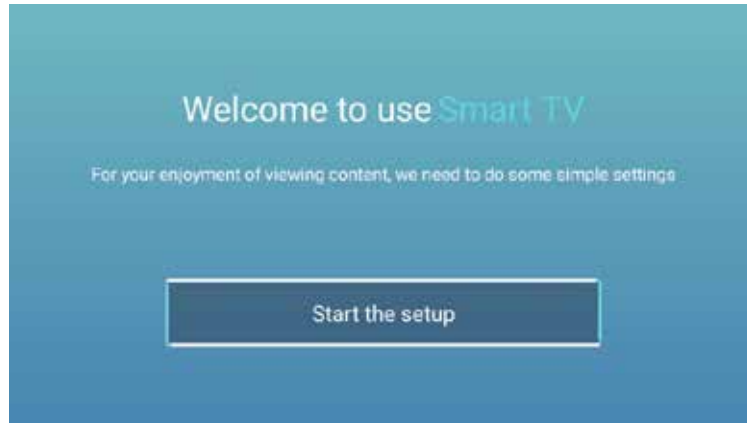 Welcome to use Smart TV
For your enjoyment of viewing content, we need to do some simple settings
Start the setup